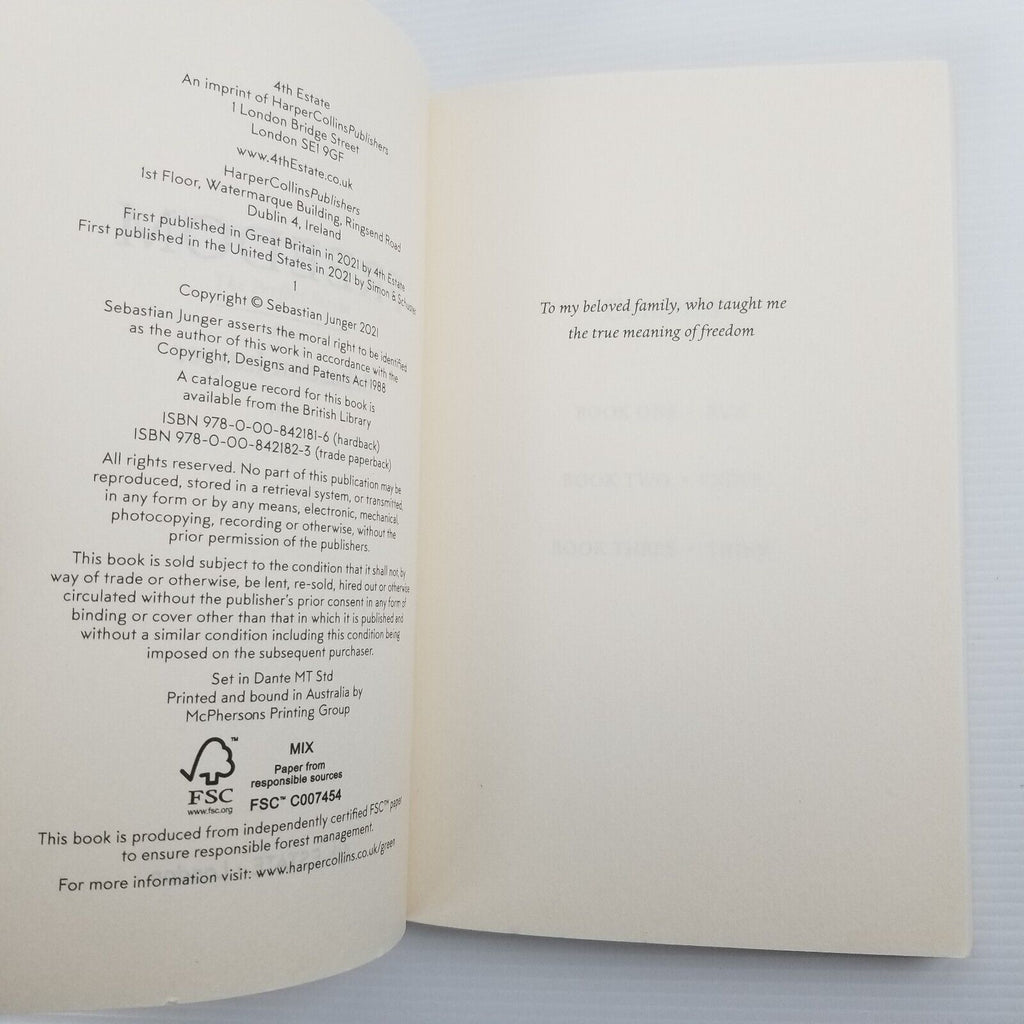 4th Estate
An imprint of HarperCollinsPublishers
1 London Bridge Street
London SE1 9GF
www.4thEstate.co.uk
HarperCollinsPublishers
1st Floor, Watermarque Building, Ringsend Road
Dublin 4, Ireland
First published in Great Britain in 2021 by 4th Estate
First published in the United States in 2021 by Simon & Schuster
1
Copyright © Sebastian Junger 2021
Sebastian Junger asserts the moral right to be identified
as the author of this work in accordance with the
Copyright, Designs and Patents Act 1988
A catalogue record for this book is
available from the British Library
ISBN 978-0-00-842181-6 (hardback)
ISBN 978-0-00-842182-3 (trade paperback)
All rights reserved. No part of this publication may be
reproduced, stored in a retrieval system, or transmitted,
in any form or by any means, electronic, mechanical,
photocopying, recording or otherwise, without the
prior permission of the publishers.
This book is sold subject to the condition that it shall not, by
way of trade or otherwise, be lent, re-sold, hired out or otherwise
circulated without the publisher's prior consent in any form of
binding or cover other than that in which it is published and
without a similar condition including this condition being
imposed on the subsequent purchaser.
Set in Dante MT Std
Printed and bound in Australia by
McPhersons Printing Group
FSC
www.fsc.org
MIX
Paper from
responsible sources
FSC™ C007454
This book is produced from independently certified FSC™ paper
to ensure responsible forest management.
For more information visit: www.harpercollins.co.uk/green
To my beloved family, who taught me
the true meaning of freedom